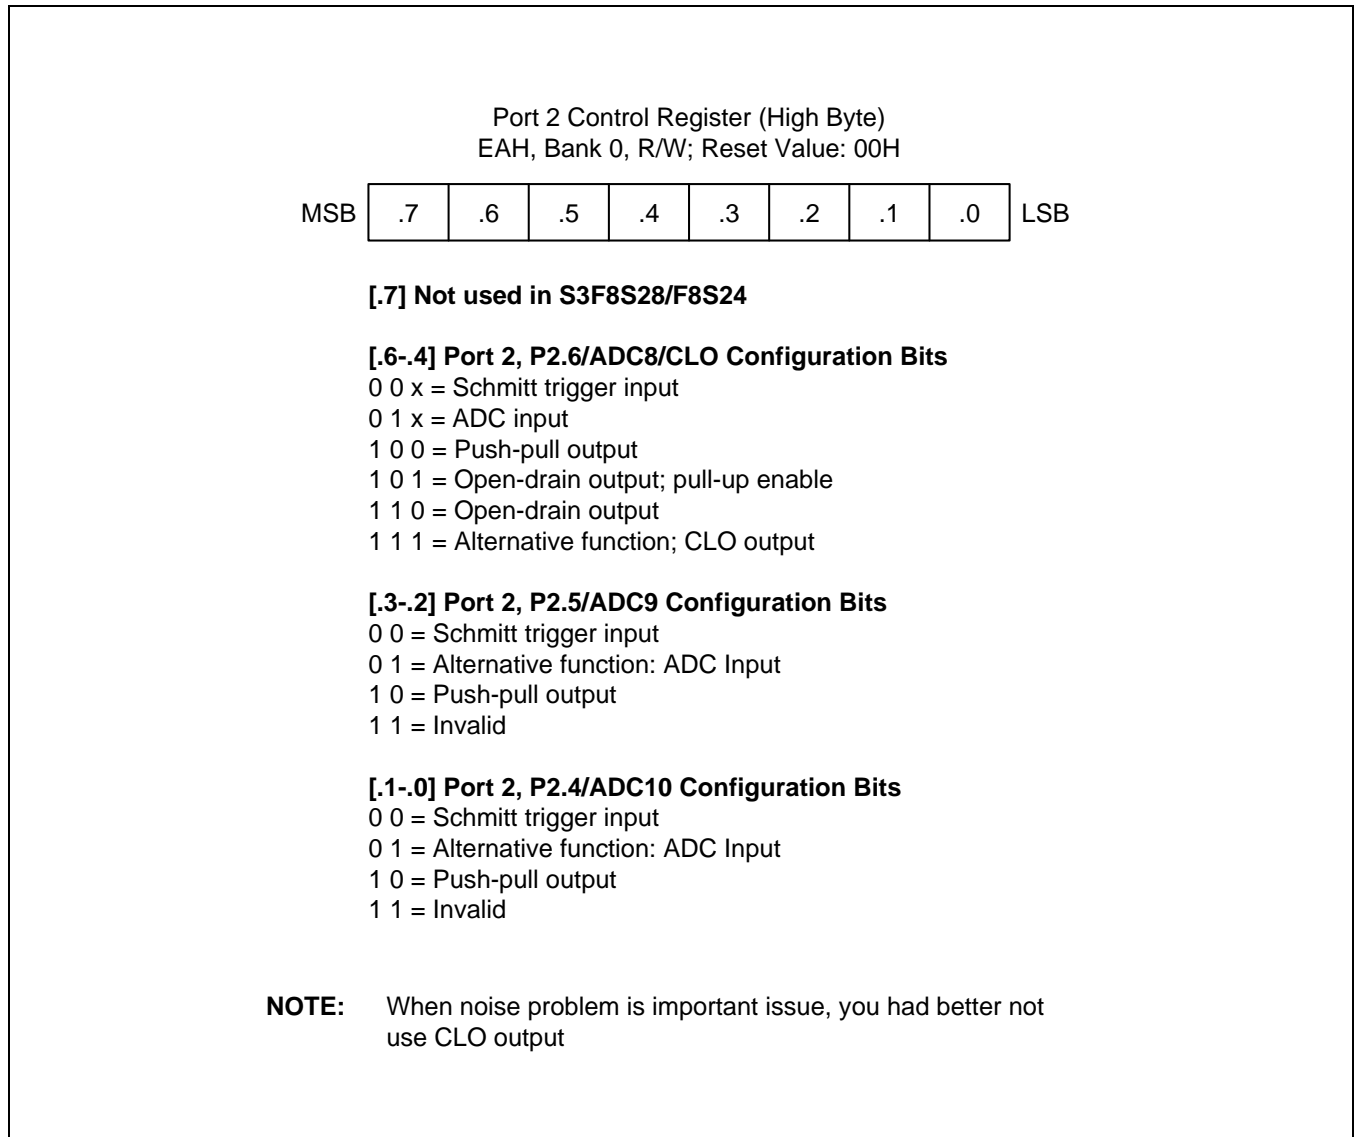 Port 2 Control Register (High Byte)
EAH, Bank 0, R/W; Reset Value: 00H
MSB .7 .6 .5 .4 .3 .2 .1 .0 LSB
[.7] Not used in S3F8S28/F8S24
[.6-.4] Port 2, P2.6/ADC8/CLO Configuration Bits
0 0 x = Schmitt trigger input
0 1 x = ADC input
1 0 0 = Push-pull output
1 0 1 = Open-drain output; pull-up enable
1 1 0 = Open-drain output
1 1 1 = Alternative function; CLO output
[.3-.2] Port 2, P2.5/ADC9 Configuration Bits
0 0 = Schmitt trigger input
0 1 = Alternative function: ADC Input
1 0 = Push-pull output
1 1 = Invalid
[.1-.0] Port 2, P2.4/ADC10 Configuration Bits
0 0 = Schmitt trigger input
0 1 = Alternative function: ADC Input
1 0 = Push-pull output
1 1 = Invalid
NOTE: When noise problem is important issue, you had better not
use CLO output